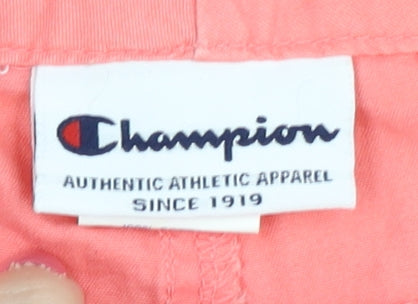 Champion
AUTHENTIC ATHLETIC APPAREL
SINCE 1919